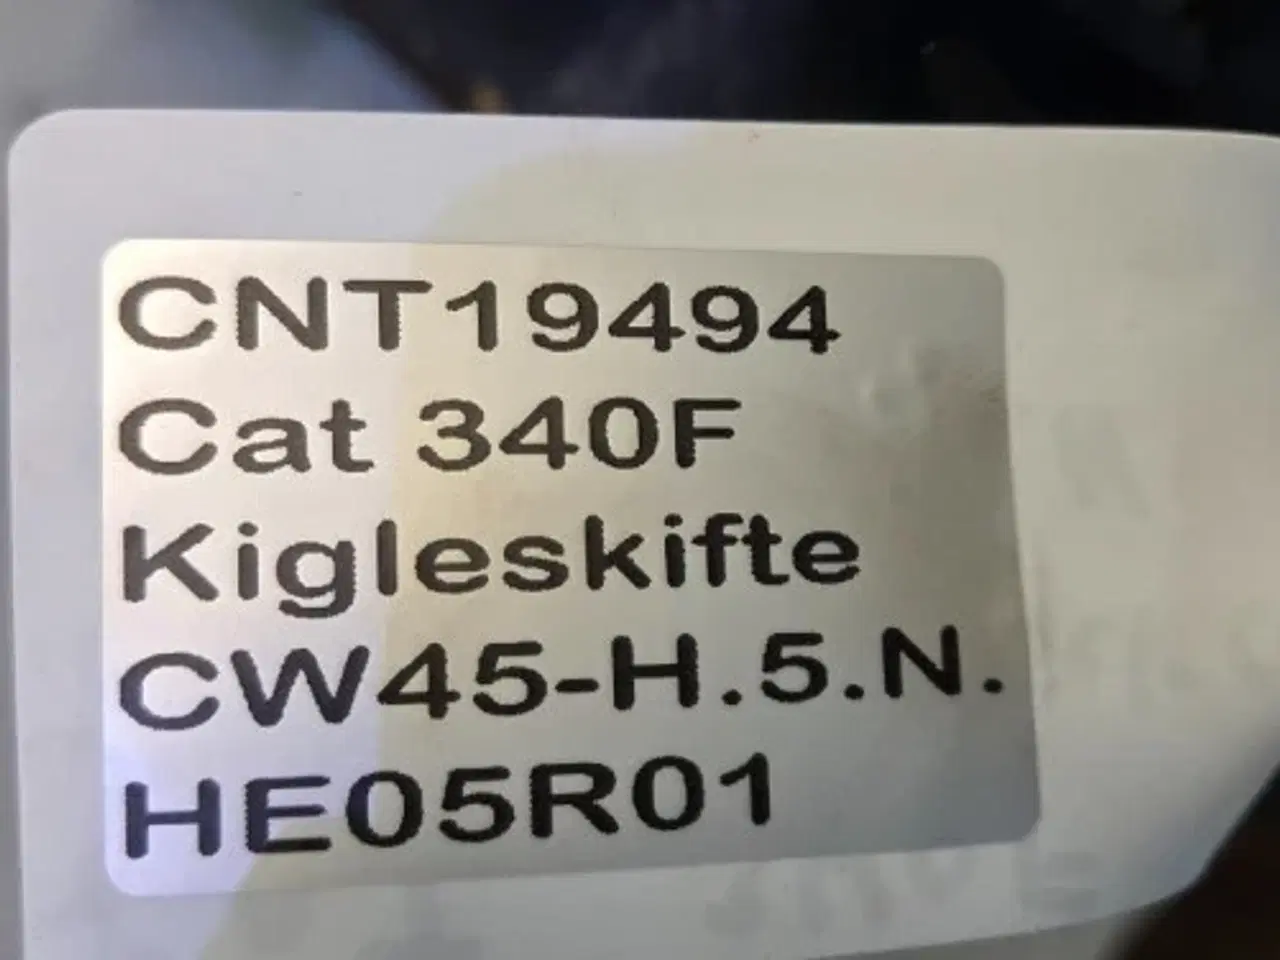 CNT19494
Cat 340F
Kigleskifte
CW45-H.5.N.
HE05R01